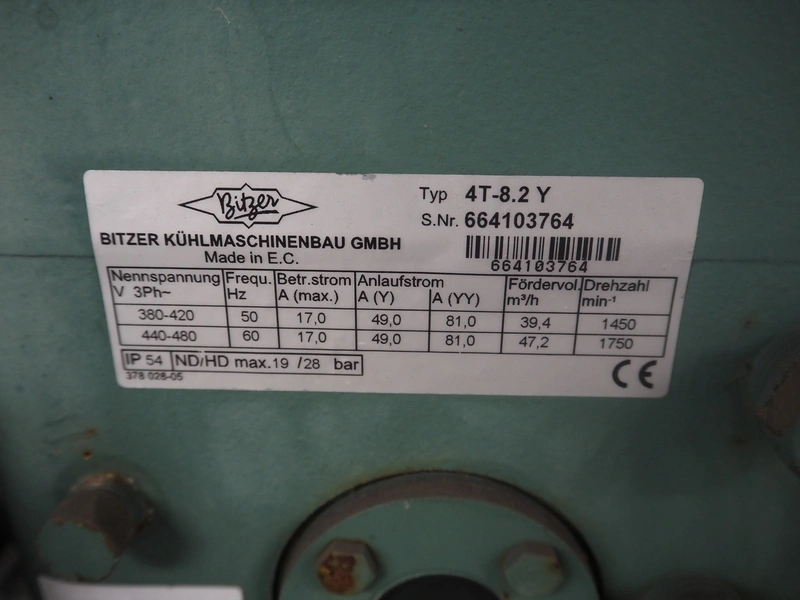 Bitzer
BITZER KÜHLMASCHINENBAU GMBH
Made in E.C.
Typ 4T-8.2 Y
S.Nr. 664103764
664103764
Nennspannung Frequ. Betr.strom Anlaufstrom Fördervol. Drehzahl
V 3Ph~ Hz A (max.) A (Y) A (YY) m³/h min-¹
380-420 50 17,0 49,0 81,0 39,4 1450
440-480 60 17,0 49,0 81,0 47,2 1750
IP 54 ND/HD max. 19 / 28 bar
378 028-05
CE